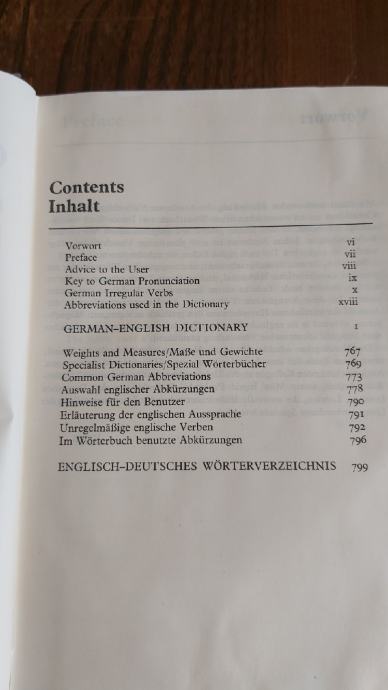 Contents
Inhalt
Vorwort vi
Preface vii
Advice to the User viii
Key to German Pronunciation ix
German Irregular Verbs x
Abbreviations used in the Dictionary xviii
GERMAN–ENGLISH DICTIONARY 1
Weights and Measures/Maße und Gewichte 767
Specialist Dictionaries/Spezial Wörterbücher 769
Common German Abbreviations 773
Auswahl englischer Abkürzungen 778
Hinweise für den Benutzer 790
Erläuterung der englischen Aussprache 791
Unregelmäßige englische Verben 792
Im Wörterbuch benutzte Abkürzungen 796
ENGLISCH–DEUTSCHES WÖRTERVERZEICHNIS 799